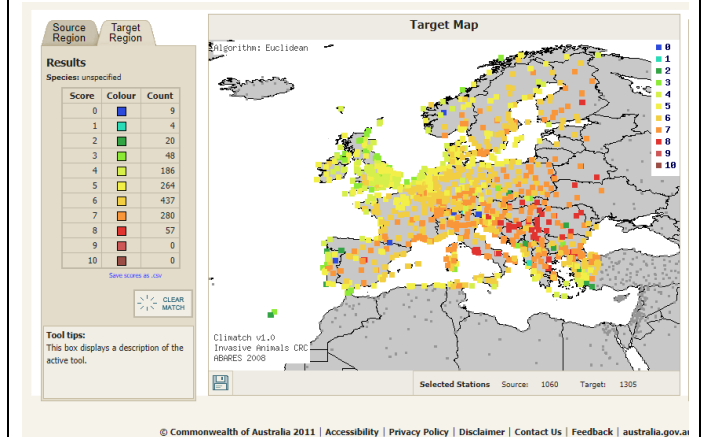 Source Region
Target Region
Target Map
Results
Species: unspecified
Score Colour Count
0 9
1 4
2 20
3 48
4 186
5 264
6 437
7 280
8 57
9 0
10 0
Save scores as .csv
CLEAR MATCH
Tool tips:
This box displays a description of the
active tool.
Algorithm: Euclidean
0
1
2
3
4
5
6
7
8
9
10
Climatch v1.0
Invasive Animals CRC
ABARES 2008
Selected Stations Source: 1060 Target: 1305
© Commonwealth of Australia 2011 | Accessibility | Privacy Policy | Disclaimer | Contact Us | Feedback | australia.gov.au